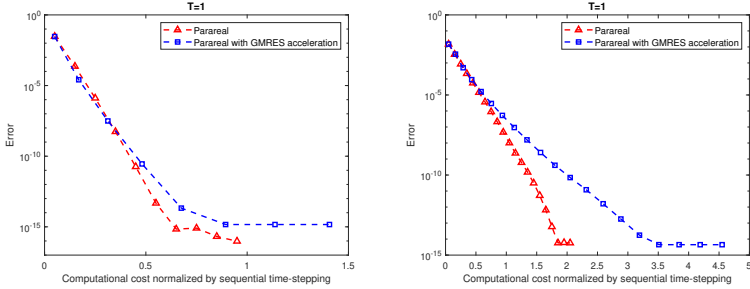 T=1
Parareal
Parareal with GMRES acceleration
Error
10^0
10^-5
10^-10
10^-15
0 0.5 1 1.5
Computational cost normalized by sequential time-stepping
T=1
Parareal
Parareal with GMRES acceleration
Error
10^0
10^-5
10^-10
10^-15
0 0.5 1 1.5 2 2.5 3 3.5 4 4.5 5
Computational cost normalized by sequential time-stepping